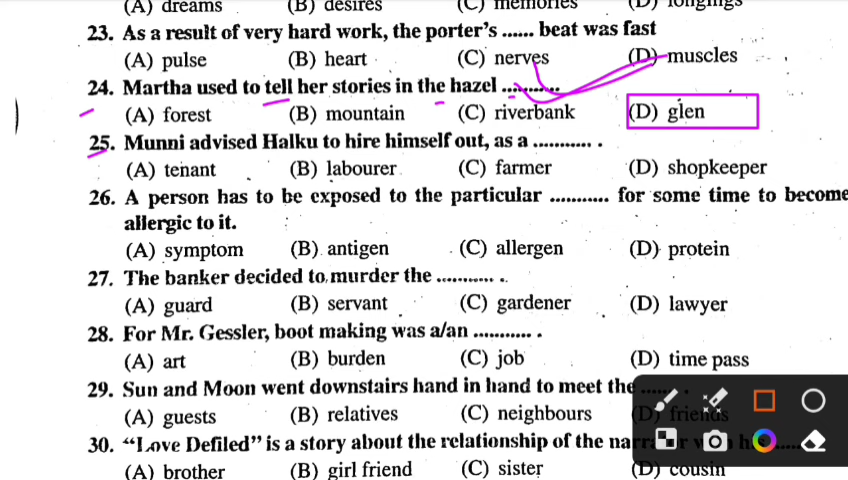 (A) dreams (B) desires (C) memories (D) longings
23. As a result of very hard work, the porter's ...... beat was fast
(A) pulse (B) heart (C) nerves (D) muscles
24. Martha used to tell her stories in the hazel ...........
(A) forest (B) mountain (C) riverbank (D) glen
25. Munni advised Halku to hire himself out, as a ............ .
(A) tenant (B) labourer (C) farmer (D) shopkeeper
26. A person has to be exposed to the particular ........... for some time to become
allergic to it.
(A) symptom (B) antigen (C) allergen (D) protein
27. The banker decided to murder the ............ .
(A) guard (B) servant (C) gardener (D) lawyer
28. For Mr. Gessler, boot making was a/an ............ .
(A) art (B) burden (C) job (D) time pass
29. Sun and Moon went downstairs hand in hand to meet the ...... .
(A) guests (B) relatives (C) neighbours (D) friends
30. "Love Defiled" is a story about the relationship of the
(A) brother (B) girl friend (C) sister (D) cousin